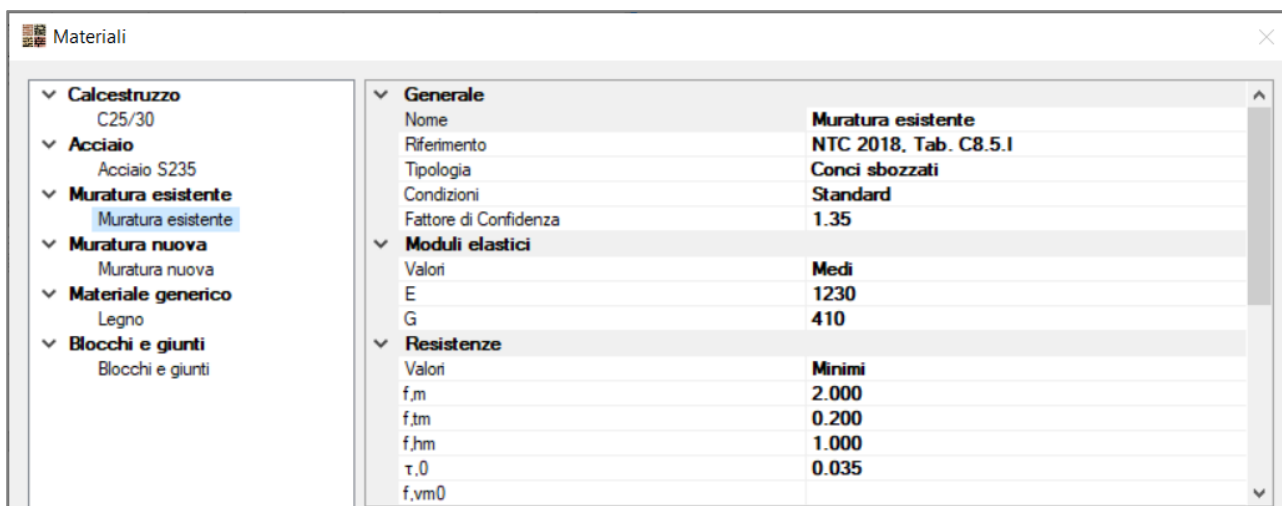 Materiali
Calcestruzzo
C25/30
Acciaio
Acciaio S235
Muratura esistente
Muratura esistente
Muratura nuova
Muratura nuova
Materiale generico
Legno
Blocchi e giunti
Blocchi e giunti
Generale
Nome Muratura esistente
Riferimento NTC 2018, Tab. C8.5.I
Tipologia Conci sbozzati
Condizioni Standard
Fattore di Confidenza 1.35
Moduli elastici
Valori Medi
E 1230
G 410
Resistenze
Valori Minimi
f,m 2.000
f,tm 0.200
f,hm 1.000
τ,0 0.035
f,vm0